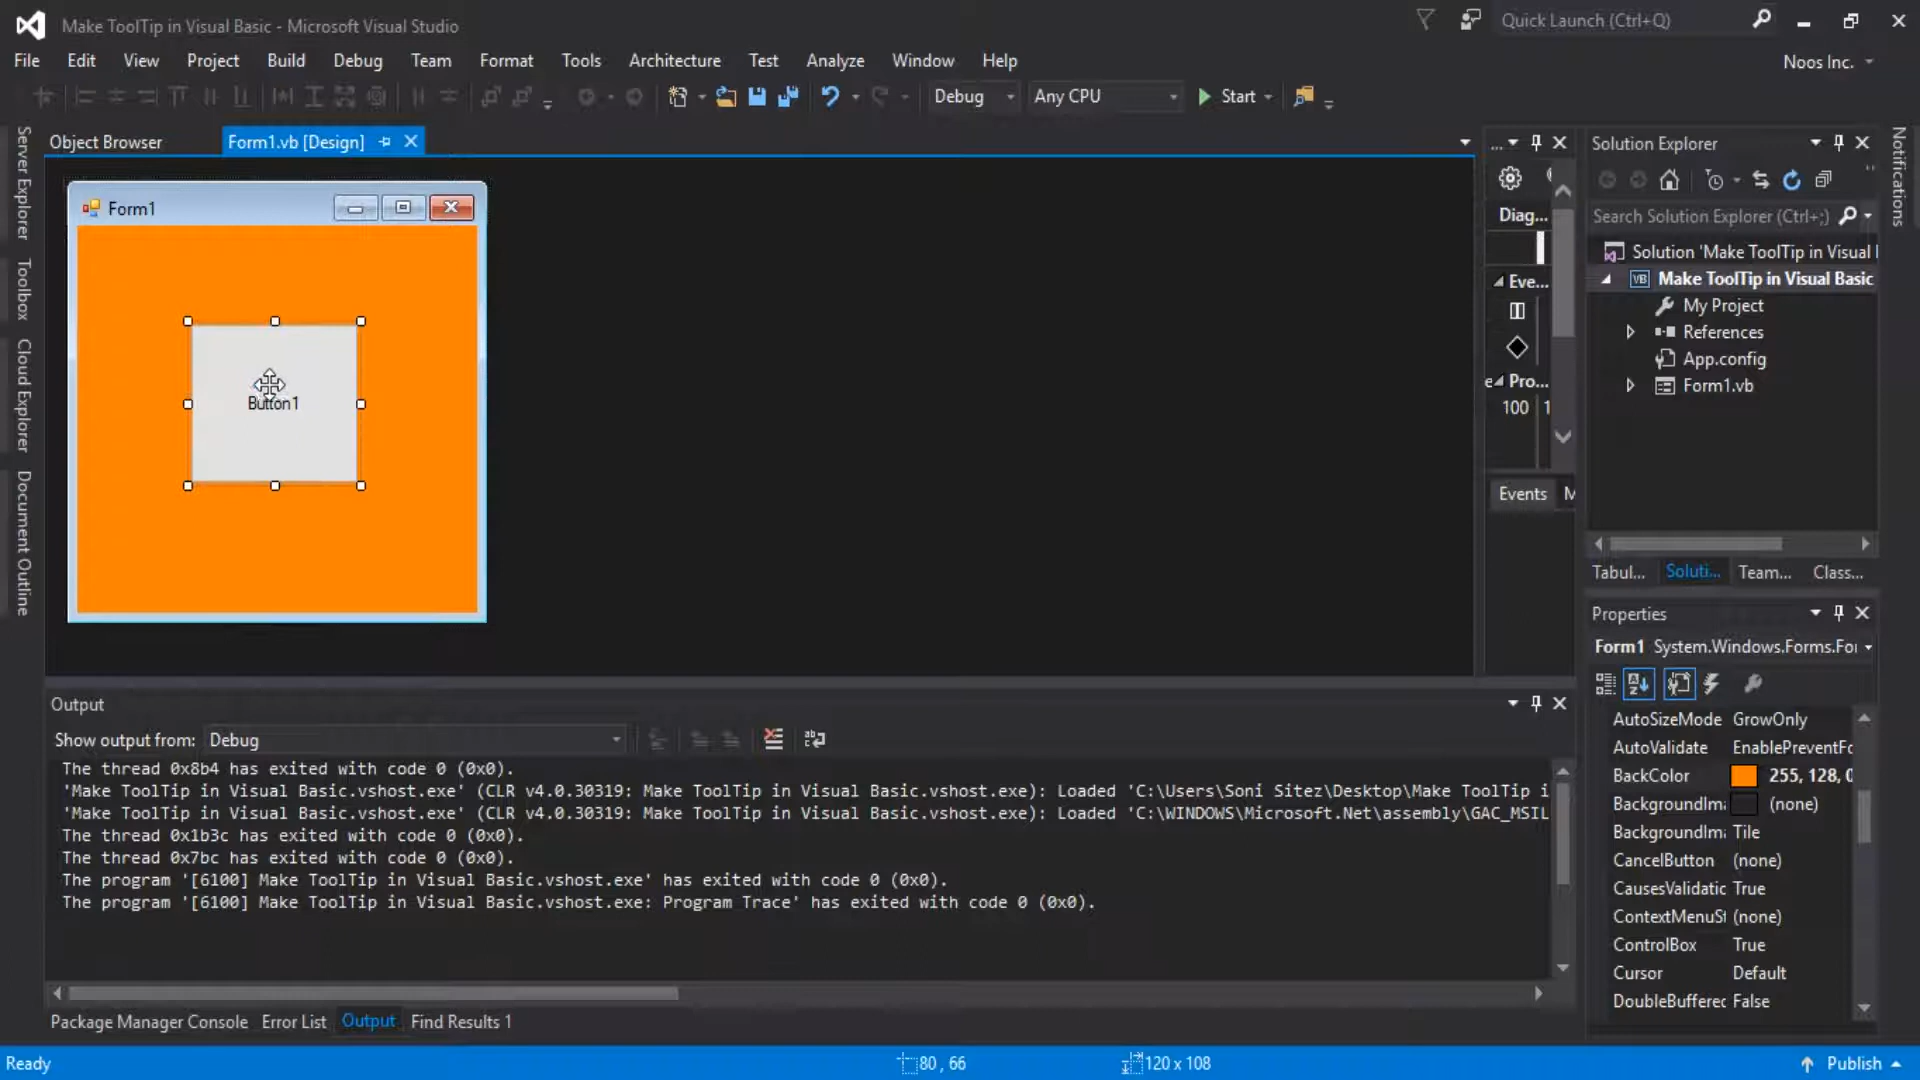 Make ToolTip in Visual Basic - Microsoft Visual Studio
Quick Launch (Ctrl+Q)
File Edit View Project Build Debug Team Format Tools Architecture Test Analyze Window Help
Noos Inc.
Debug Any CPU Start
Server Explorer
Toolbox
Cloud Explorer
Document Outline
Object Browser
Form1.vb [Design]
Form1
Button1
Diag...
Eve...
Pro...
100 1
Events M
Solution Explorer
Search Solution Explorer (Ctrl+;)
Solution 'Make ToolTip in Visual
VB Make ToolTip in Visual Basic
My Project
References
App.config
Form1.vb
Tabul... Soluti... Team... Class...
Notifications
Properties
Form1 System.Windows.Forms.For
AutoSizeMode GrowOnly
AutoValidate EnablePreventFo
BackColor 255, 128, 0
BackgroundIma (none)
BackgroundIma Tile
CancelButton (none)
CausesValidatic True
ContextMenuSt (none)
ControlBox True
Cursor Default
DoubleBuffered False
Output
Show output from: Debug
The thread 0x8b4 has exited with code 0 (0x0).
'Make ToolTip in Visual Basic.vshost.exe' (CLR v4.0.30319: Make ToolTip in Visual Basic.vshost.exe): Loaded 'C:\Users\Soni Sitez\Desktop\Make ToolTip i
'Make ToolTip in Visual Basic.vshost.exe' (CLR v4.0.30319: Make ToolTip in Visual Basic.vshost.exe): Loaded 'C:\WINDOWS\Microsoft.Net\assembly\GAC_MSIL
The thread 0x1b3c has exited with code 0 (0x0).
The thread 0x7bc has exited with code 0 (0x0).
The program '[6100] Make ToolTip in Visual Basic.vshost.exe' has exited with code 0 (0x0).
The program '[6100] Make ToolTip in Visual Basic.vshost.exe: Program Trace' has exited with code 0 (0x0).
Package Manager Console Error List Output Find Results 1
Ready
80 , 66
120 x 108
Publish